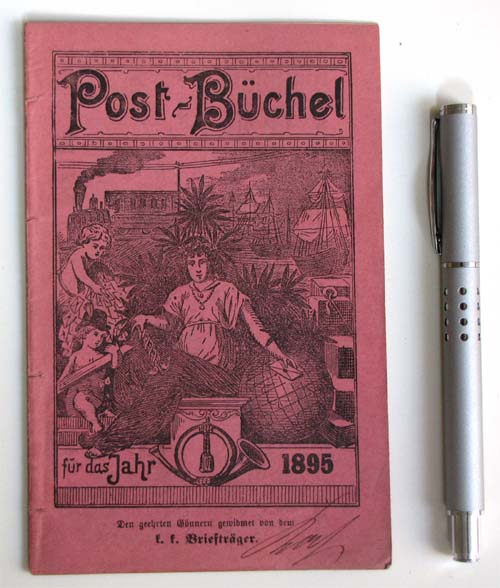 Post-Büchel
für das Jahr 1895
Den geehrten Gönnern gewidmet von dem
k. k. Briefträger.